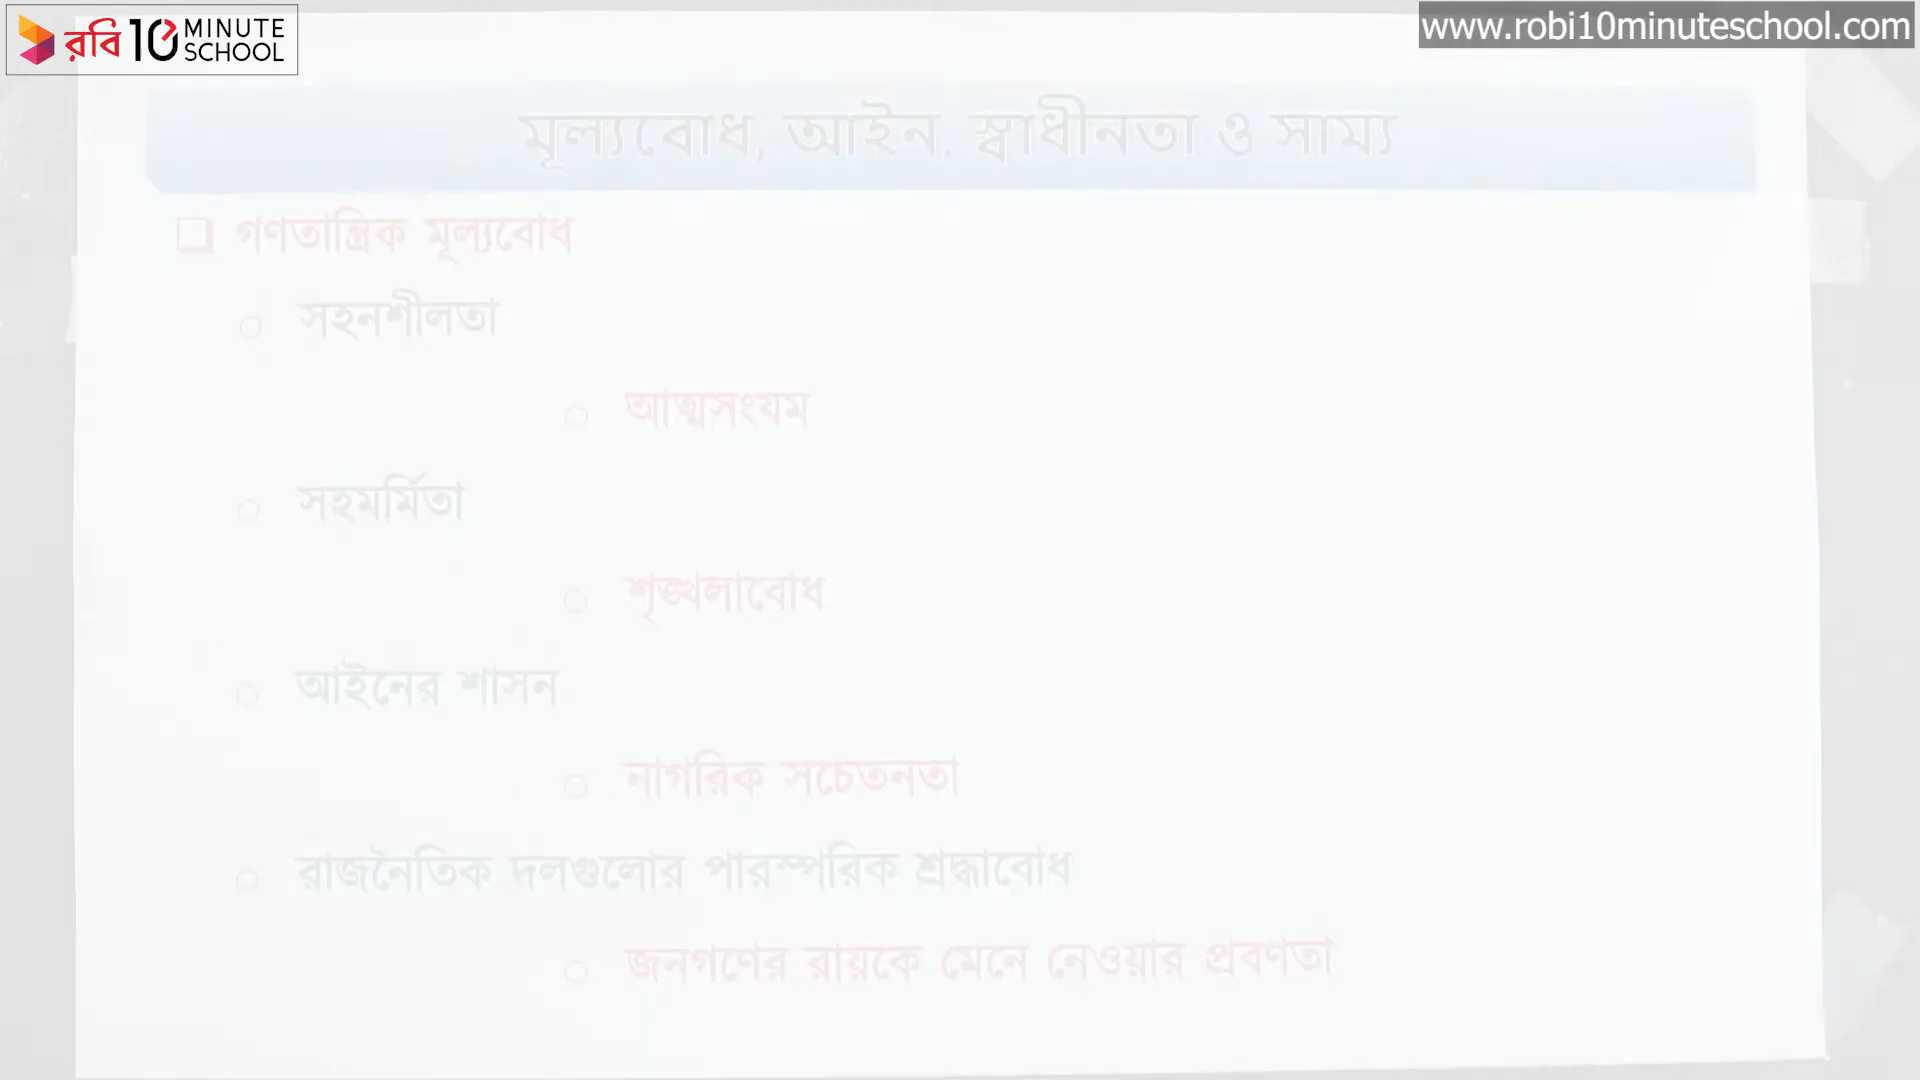 রবি 10 MINUTE SCHOOL
www.robi10minuteschool.com
মূল্যবোধ, আইন, স্বাধীনতা ও সাম্য
গণতান্ত্রিক মূল্যবোধ
সহনশীলতা
আত্মসংযম
সহমর্মিতা
শৃঙ্খলাবোধ
আইনের শাসন
নাগরিক সচেতনতা
রাজনৈতিক দলগুলোর পারস্পরিক শ্রদ্ধাবোধ
জনগণের রায়কে মেনে নেওয়ার প্রবণতা